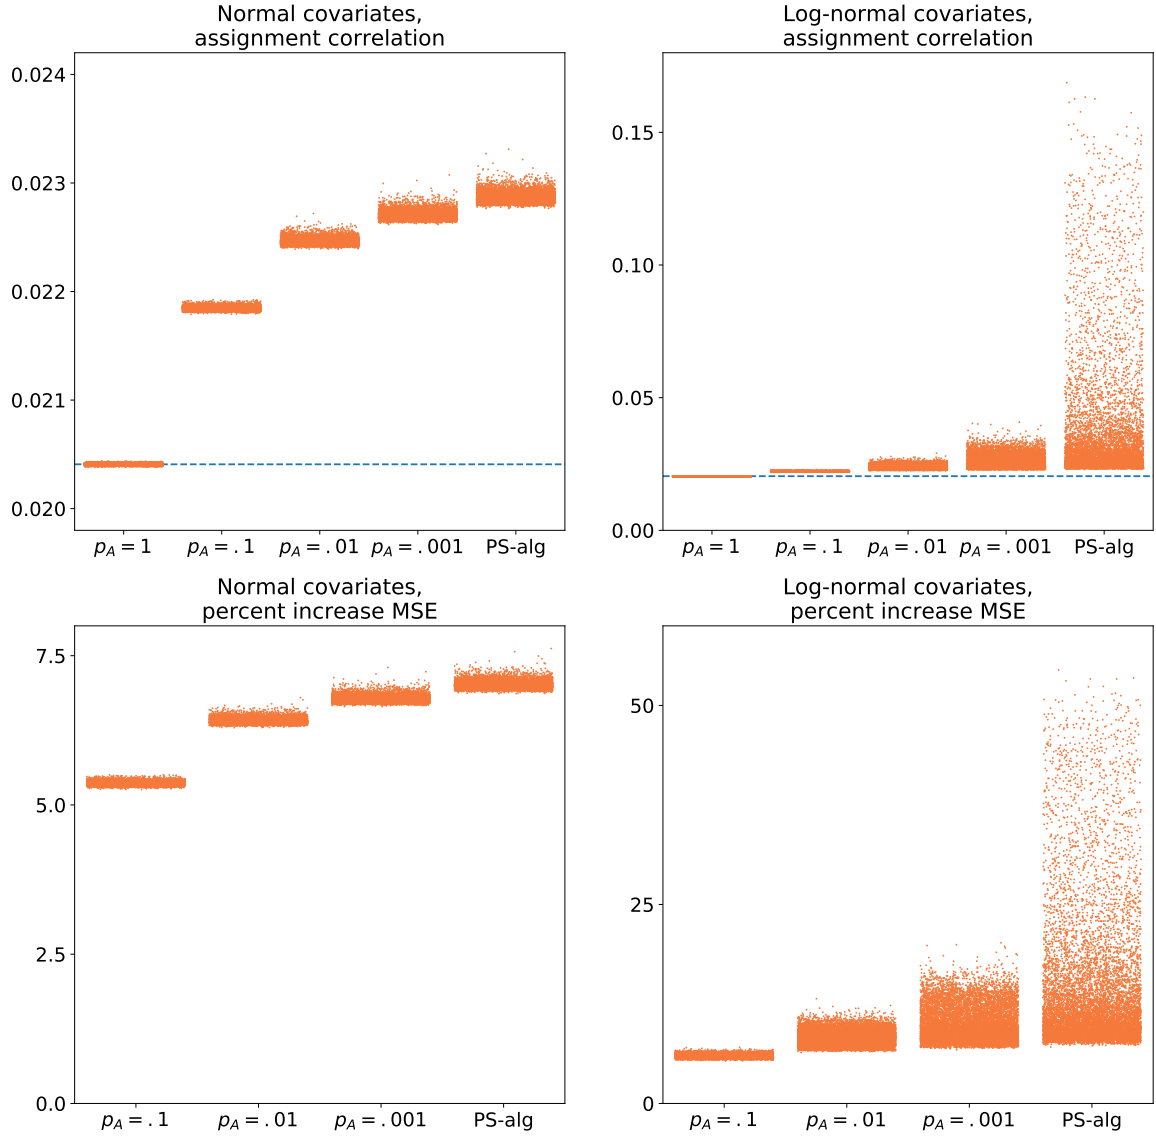 Normal covariates,
assignment correlation
0.024
0.023
0.022
0.021
0.020
p_A = 1
p_A = .1
p_A = .01
p_A = .001
PS-alg
Log-normal covariates,
assignment correlation
0.15
0.10
0.05
0.00
p_A = 1
p_A = .1
p_A = .01
p_A = .001
PS-alg
Normal covariates,
percent increase MSE
7.5
5.0
2.5
0.0
p_A = .1
p_A = .01
p_A = .001
PS-alg
Log-normal covariates,
percent increase MSE
50
25
0
p_A = .1
p_A = .01
p_A = .001
PS-alg